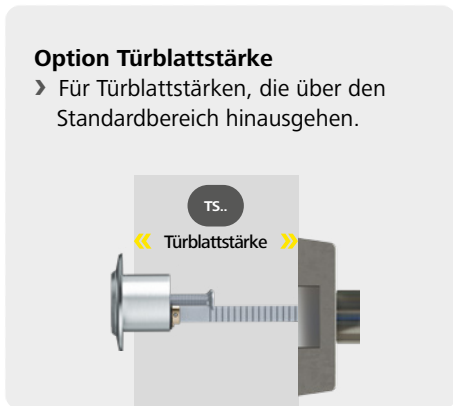 Option Türblattstärke
› Für Türblattstärken, die über den
Standardbereich hinausgehen.
TS..
« Türblattstärke »